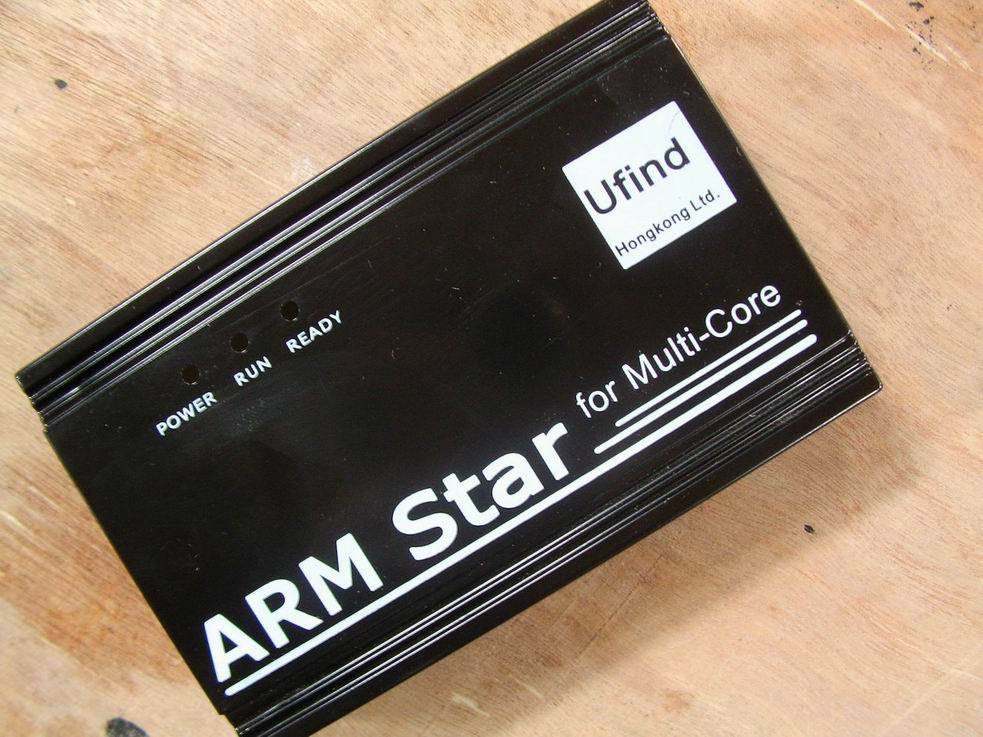 Ufind
Hongkong Ltd.
POWER RUN READY
ARM Star for Multi-Core